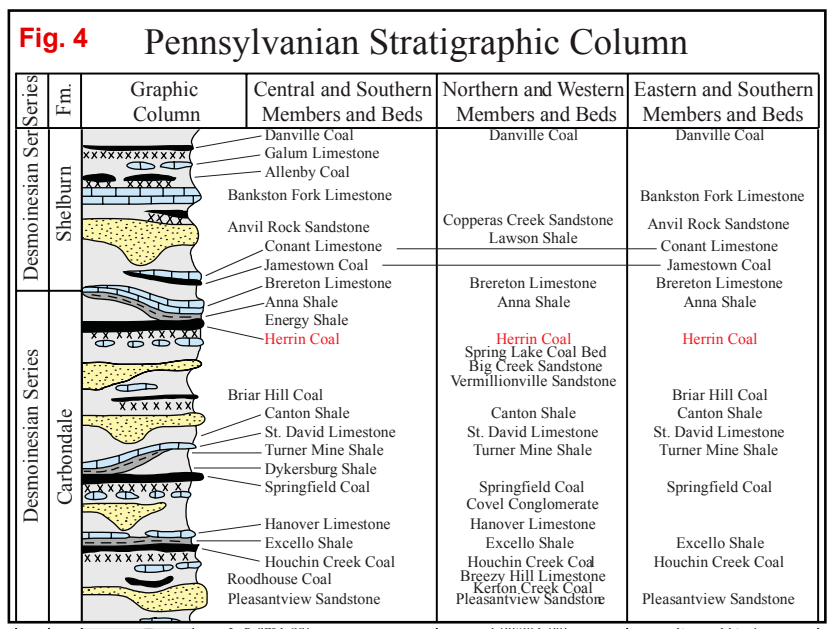 Fig. 4
Pennsylvanian Stratigraphic Column
Series
Fm.
Graphic
Column
Central and Southern
Members and Beds
Northern and Western
Members and Beds
Eastern and Southern
Members and Beds
Desmoinesian Ser
Shelburn
Desmoinesian Series
Carbondale
Danville Coal
Galum Limestone
Allenby Coal
Bankston Fork Limestone
Anvil Rock Sandstone
Conant Limestone
Jamestown Coal
Brereton Limestone
Anna Shale
Energy Shale
Herrin Coal
Briar Hill Coal
Canton Shale
St. David Limestone
Turner Mine Shale
Dykersburg Shale
Springfield Coal
Hanover Limestone
Excello Shale
Houchin Creek Coal
Roodhouse Coal
Pleasantview Sandstone
Danville Coal
Copperas Creek Sandstone
Lawson Shale
Brereton Limestone
Anna Shale
Herrin Coal
Spring Lake Coal Bed
Big Creek Sandstone
Vermillionville Sandstone
Canton Shale
St. David Limestone
Turner Mine Shale
Springfield Coal
Covel Conglomerate
Hanover Limestone
Excello Shale
Houchin Creek Coal
Breezy Hill Limestone
Kerton Creek Coal
Pleasantview Sandstone
Danville Coal
Bankston Fork Limestone
Anvil Rock Sandstone
Conant Limestone
Jamestown Coal
Brereton Limestone
Anna Shale
Herrin Coal
Briar Hill Coal
Canton Shale
St. David Limestone
Turner Mine Shale
Springfield Coal
Excello Shale
Houchin Creek Coal
Pleasantview Sandstone